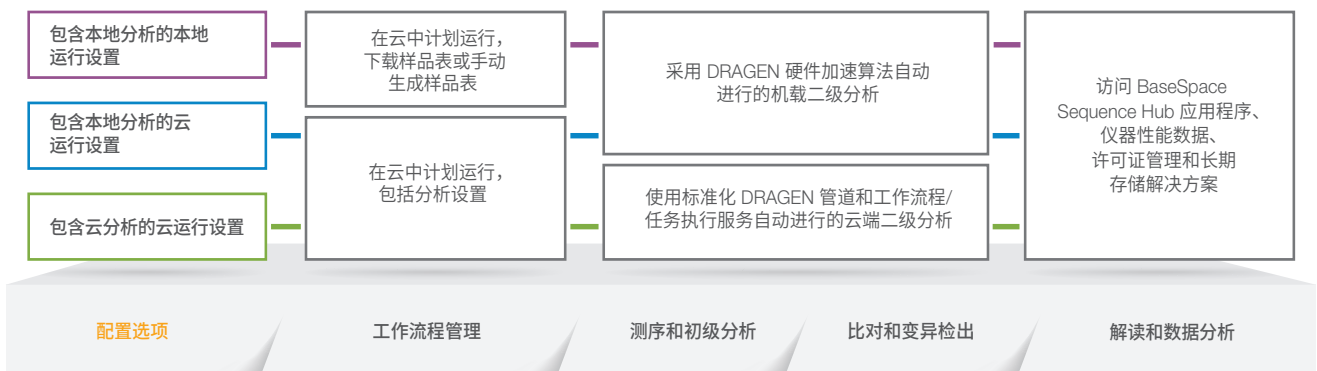 包含本地分析的本地
运行设置
包含本地分析的云
运行设置
包含云分析的云运行设置
在云中计划运行，
下载样品表或手动
生成样品表
在云中计划运行，
包括分析设置
采用 DRAGEN 硬件加速算法自动
进行的机载二级分析
使用标准化 DRAGEN 管道和工作流程/
任务执行服务自动进行的云端二级分析
访问 BaseSpace
Sequence Hub 应用程序、
仪器性能数据、
许可证管理和长期
存储解决方案
配置选项
工作流程管理
测序和初级分析
比对和变异检出
解读和数据分析